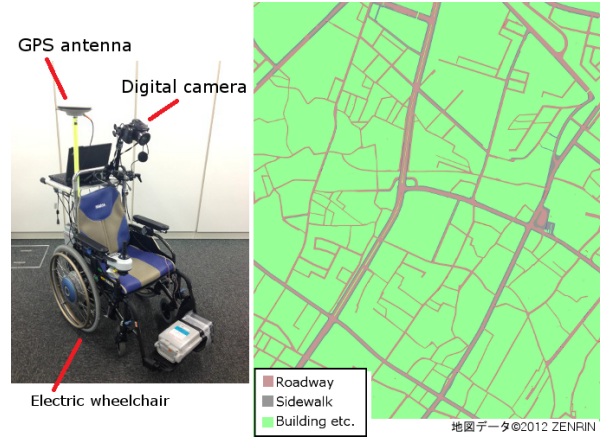 GPS antenna
Digital camera
Electric wheelchair
Roadway
Sidewalk
Building etc.
地図データ©2012 ZENRIN